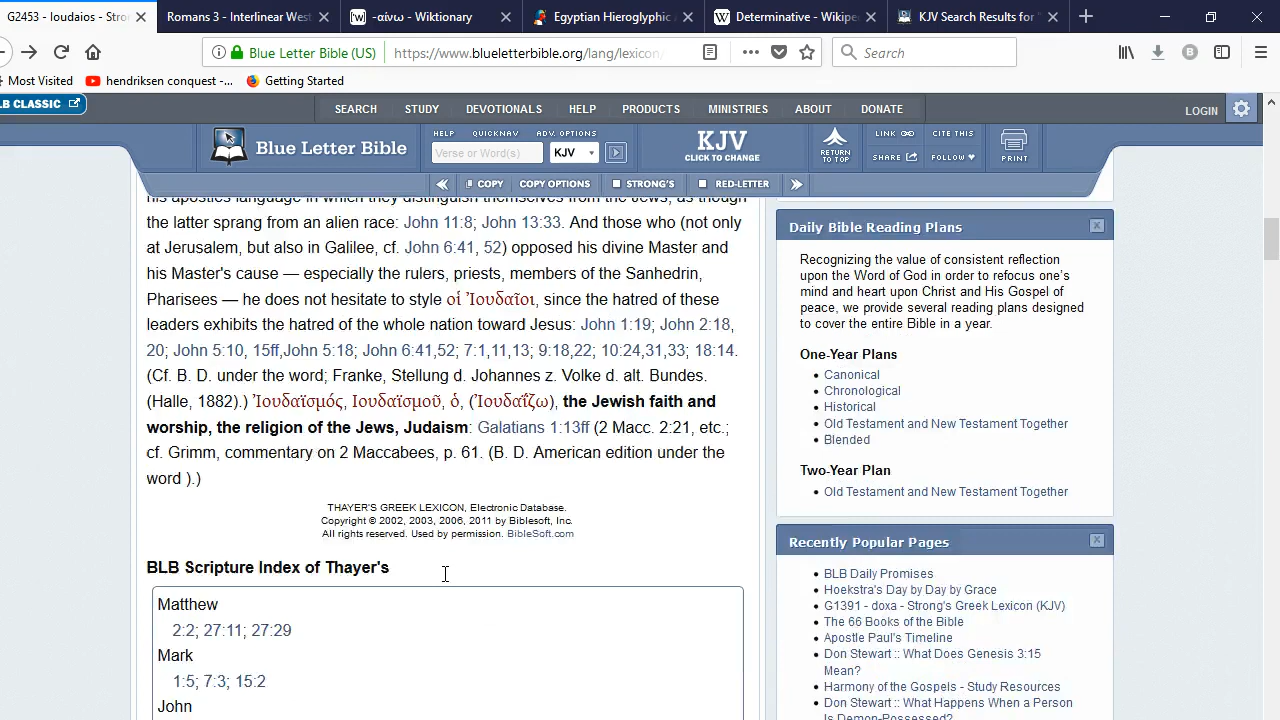 G2453 - Ioudaios - Stro
Romans 3 - Interlinear West
-αίνω - Wiktionary
Egyptian Hieroglyphic
Determinative - Wikipe
KJV Search Results for "
Blue Letter Bible (US)
https://www.blueletterbible.org/lang/lexicon
Search
Most Visited
hendriksen conquest -...
Getting Started
LB CLASSIC
SEARCH STUDY DEVOTIONALS HELP PRODUCTS MINISTRIES ABOUT DONATE
LOGIN
Blue Letter Bible
HELP QUICKNAV ADV. OPTIONS
Verse or Word(s)
KJV
KJV
CLICK TO CHANGE
RETURN
TO TOP
LINK CITE THIS
SHARE FOLLOW
PRINT
COPY COPY OPTIONS STRONG'S RED-LETTER
his apostles language in which they distinguish themselves from the Jews, as though
the latter sprang from an alien race: John 11:8; John 13:33. And those who (not only
at Jerusalem, but also in Galilee, cf. John 6:41, 52) opposed his divine Master and
his Master's cause — especially the rulers, priests, members of the Sanhedrin,
Pharisees — he does not hesitate to style οἱ Ἰουδαῖοι, since the hatred of these
leaders exhibits the hatred of the whole nation toward Jesus: John 1:19; John 2:18,
20; John 5:10, 15ff,John 5:18; John 6:41,52; 7:1,11,13; 9:18,22; 10:24,31,33; 18:14.
(Cf. B. D. under the word; Franke, Stellung d. Johannes z. Volke d. alt. Bundes.
(Halle, 1882).) Ἰουδαϊσμός, Ιουδαϊσμοῦ, ὁ, (Ἰουδαΐζω), the Jewish faith and
worship, the religion of the Jews, Judaism: Galatians 1:13ff (2 Macc. 2:21, etc.;
cf. Grimm, commentary on 2 Maccabees, p. 61. (B. D. American edition under the
word ).)
THAYER'S GREEK LEXICON, Electronic Database.
Copyright © 2002, 2003, 2006, 2011 by Biblesoft, Inc.
All rights reserved. Used by permission. BibleSoft.com
BLB Scripture Index of Thayer's
Matthew
2:2; 27:11; 27:29
Mark
1:5; 7:3; 15:2
John
Daily Bible Reading Plans
Recognizing the value of consistent reflection
upon the Word of God in order to refocus one's
mind and heart upon Christ and His Gospel of
peace, we provide several reading plans designed
to cover the entire Bible in a year.
One-Year Plans
Canonical
Chronological
Historical
Old Testament and New Testament Together
Blended
Two-Year Plan
Old Testament and New Testament Together
Recently Popular Pages
BLB Daily Promises
Hoekstra's Day by Day by Grace
G1391 - doxa - Strong's Greek Lexicon (KJV)
The 66 Books of the Bible
Apostle Paul's Timeline
Don Stewart :: What Does Genesis 3:15
Mean?
Harmony of the Gospels - Study Resources
Don Stewart :: What Happens When a Person
Is Demon-Possessed?